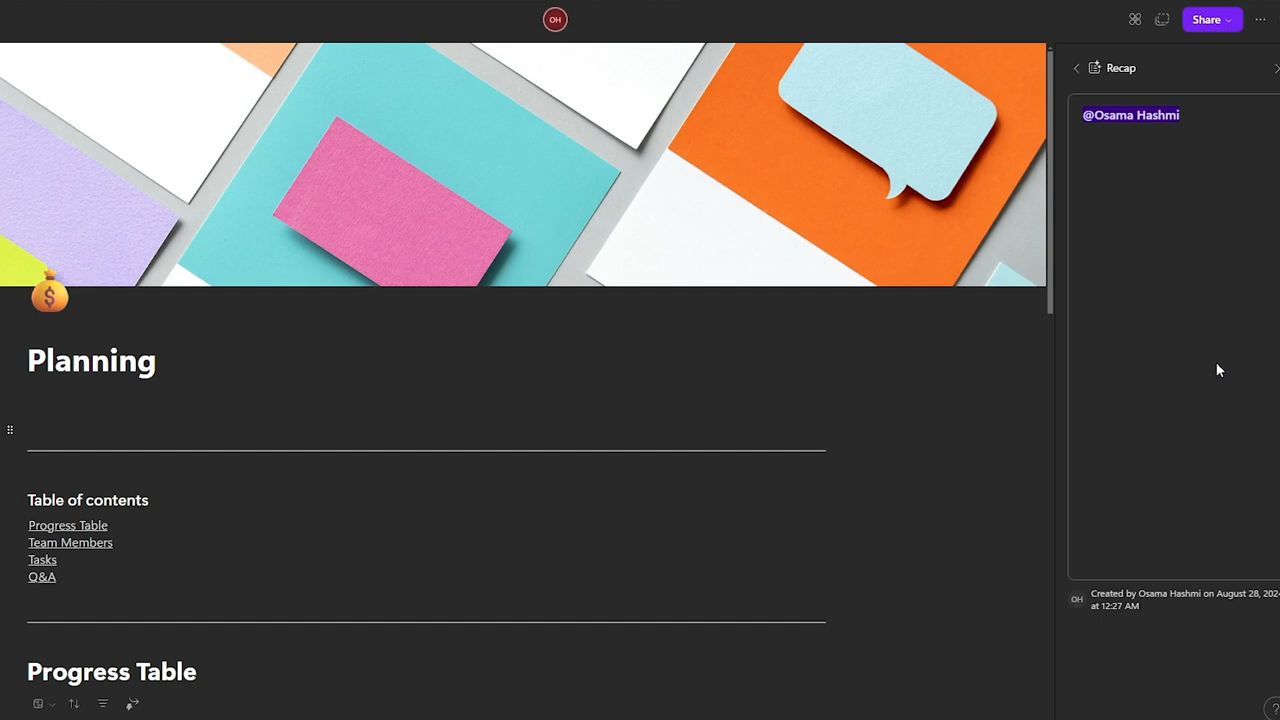 OH
Share
Recap
@Osama Hashmi
$
Planning
Table of contents
Progress Table
Team Members
Tasks
Q&A
OH
Created by Osama Hashmi on August 28, 2024
at 12:27 AM
Progress Table
?